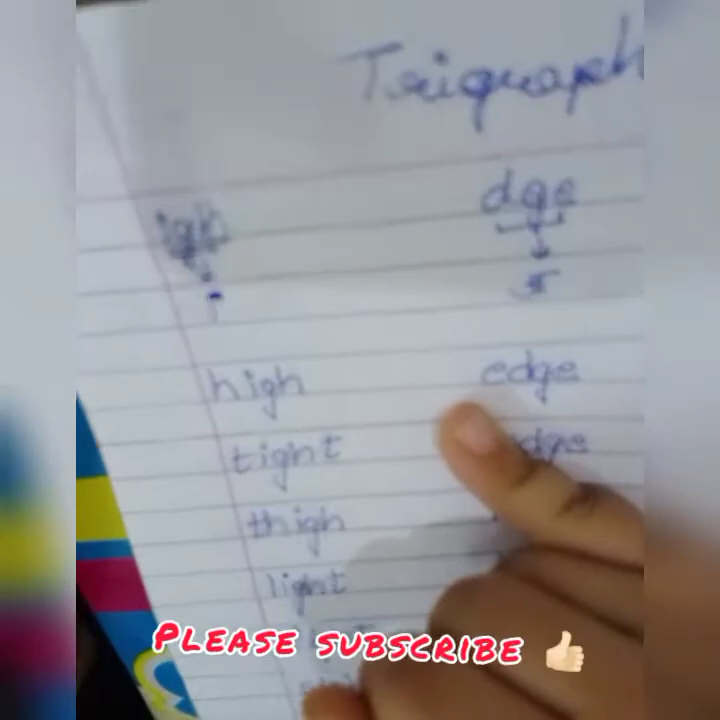 Trigraph
igh dge
i J
high edge
tight
thigh
light
PLEASE SUBSCRIBE 👍🏻